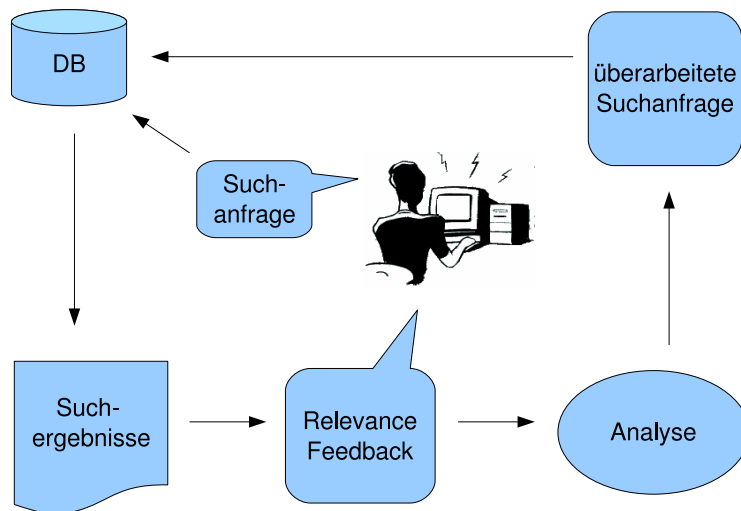 DB
überarbeitete
Suchanfrage
Such-
anfrage
Such-
ergebnisse
Relevance
Feedback
Analyse